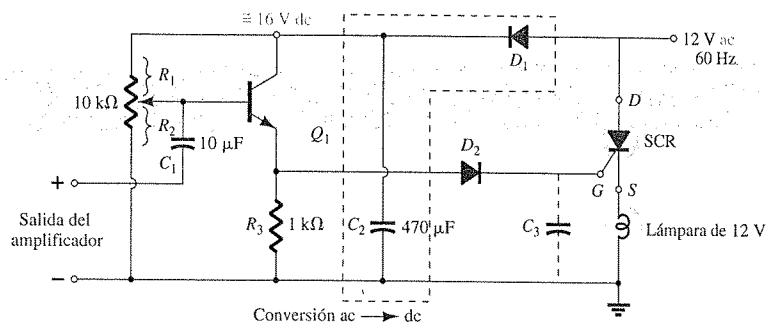 ≅ 16 V dc
12 V ac
60 Hz
D₁
R₁
10 kΩ
R₂
10 μF
C₁
Q₁
D₂
D
SCR
G
S
+
Salida del
amplificador
−
R₃
1 kΩ
C₂
470 μF
C₃
Lámpara de 12 V
Conversión ac → dc